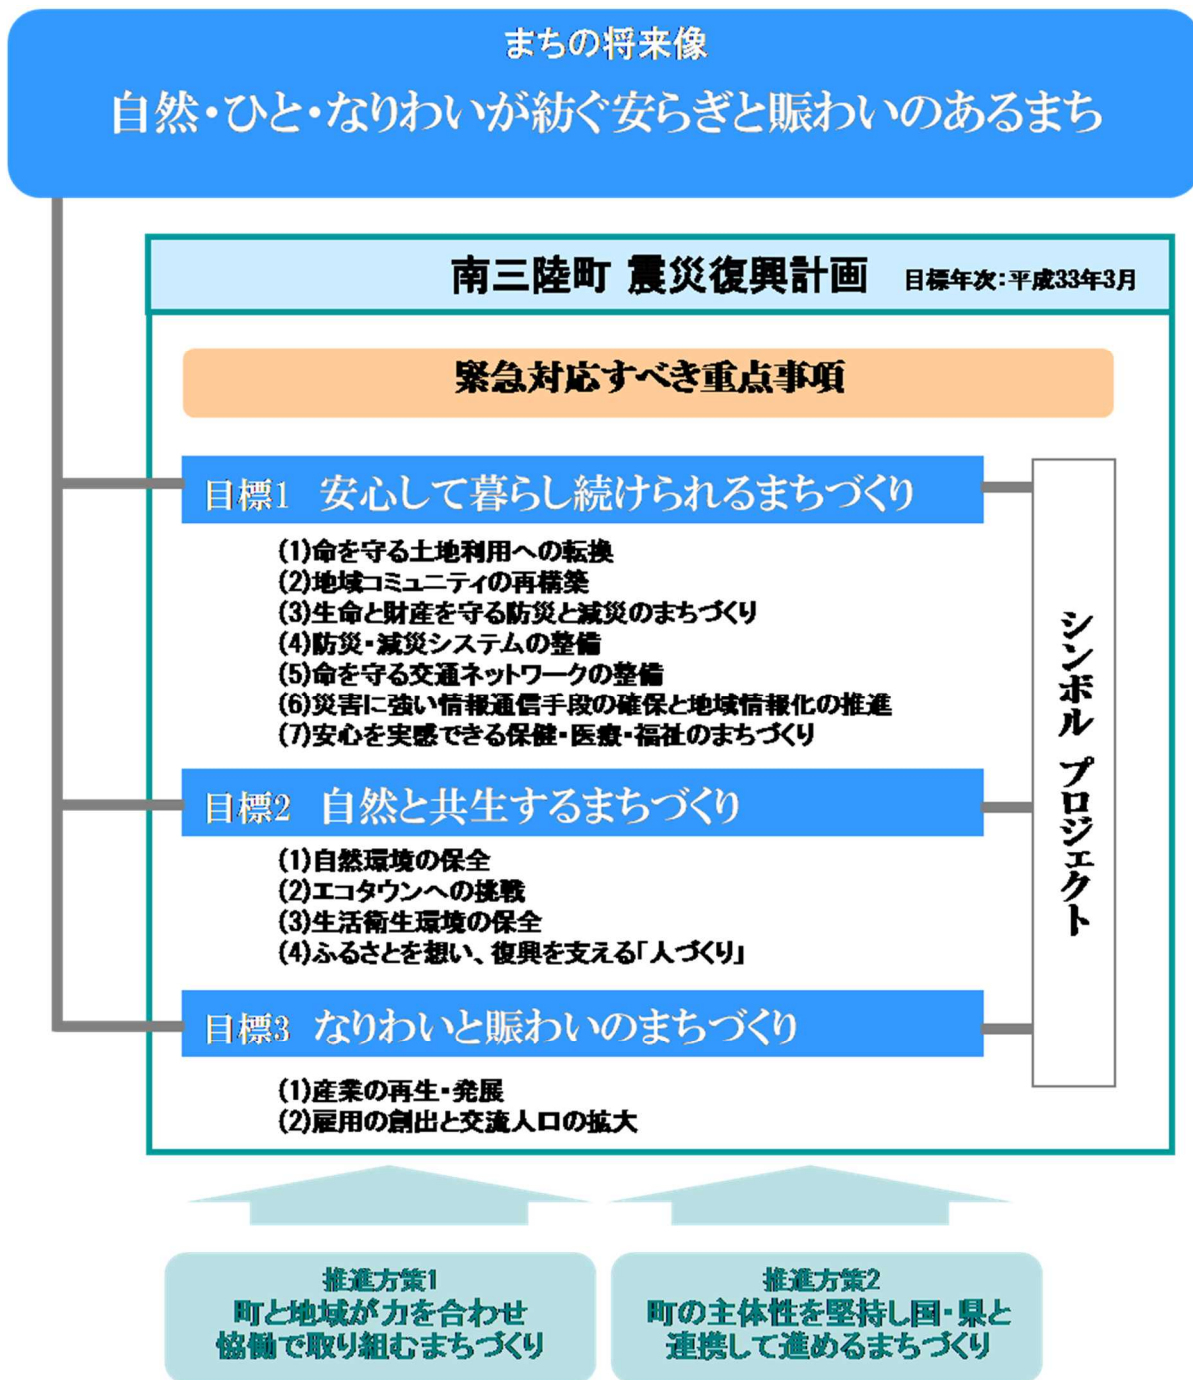 まちの将来像
自然・ひと・なりわいが紡ぐ安らぎと賑わいのあるまち
南三陸町 震災復興計画 目標年次:平成33年3月
緊急対応すべき重点事項
目標1 安心して暮らし続けられるまちづくり
(1)命を守る土地利用への転換
(2)地域コミュニティの再構築
(3)生命と財産を守る防災と減災のまちづくり
(4)防災・減災システムの整備
(5)命を守る交通ネットワークの整備
(6)災害に強い情報通信手段の確保と地域情報化の推進
(7)安心を実感できる保健・医療・福祉のまちづくり
目標2 自然と共生するまちづくり
(1)自然環境の保全
(2)エコタウンへの挑戦
(3)生活衛生環境の保全
(4)ふるさとを想い、復興を支える「人づくり」
目標3 なりわいと賑わいのまちづくり
(1)産業の再生・発展
(2)雇用の創出と交流人口の拡大
シンボル プロジェクト
推進方策1
町と地域が力を合わせ
協働で取り組むまちづくり
推進方策2
町の主体性を堅持し国・県と
連携して進めるまちづくり